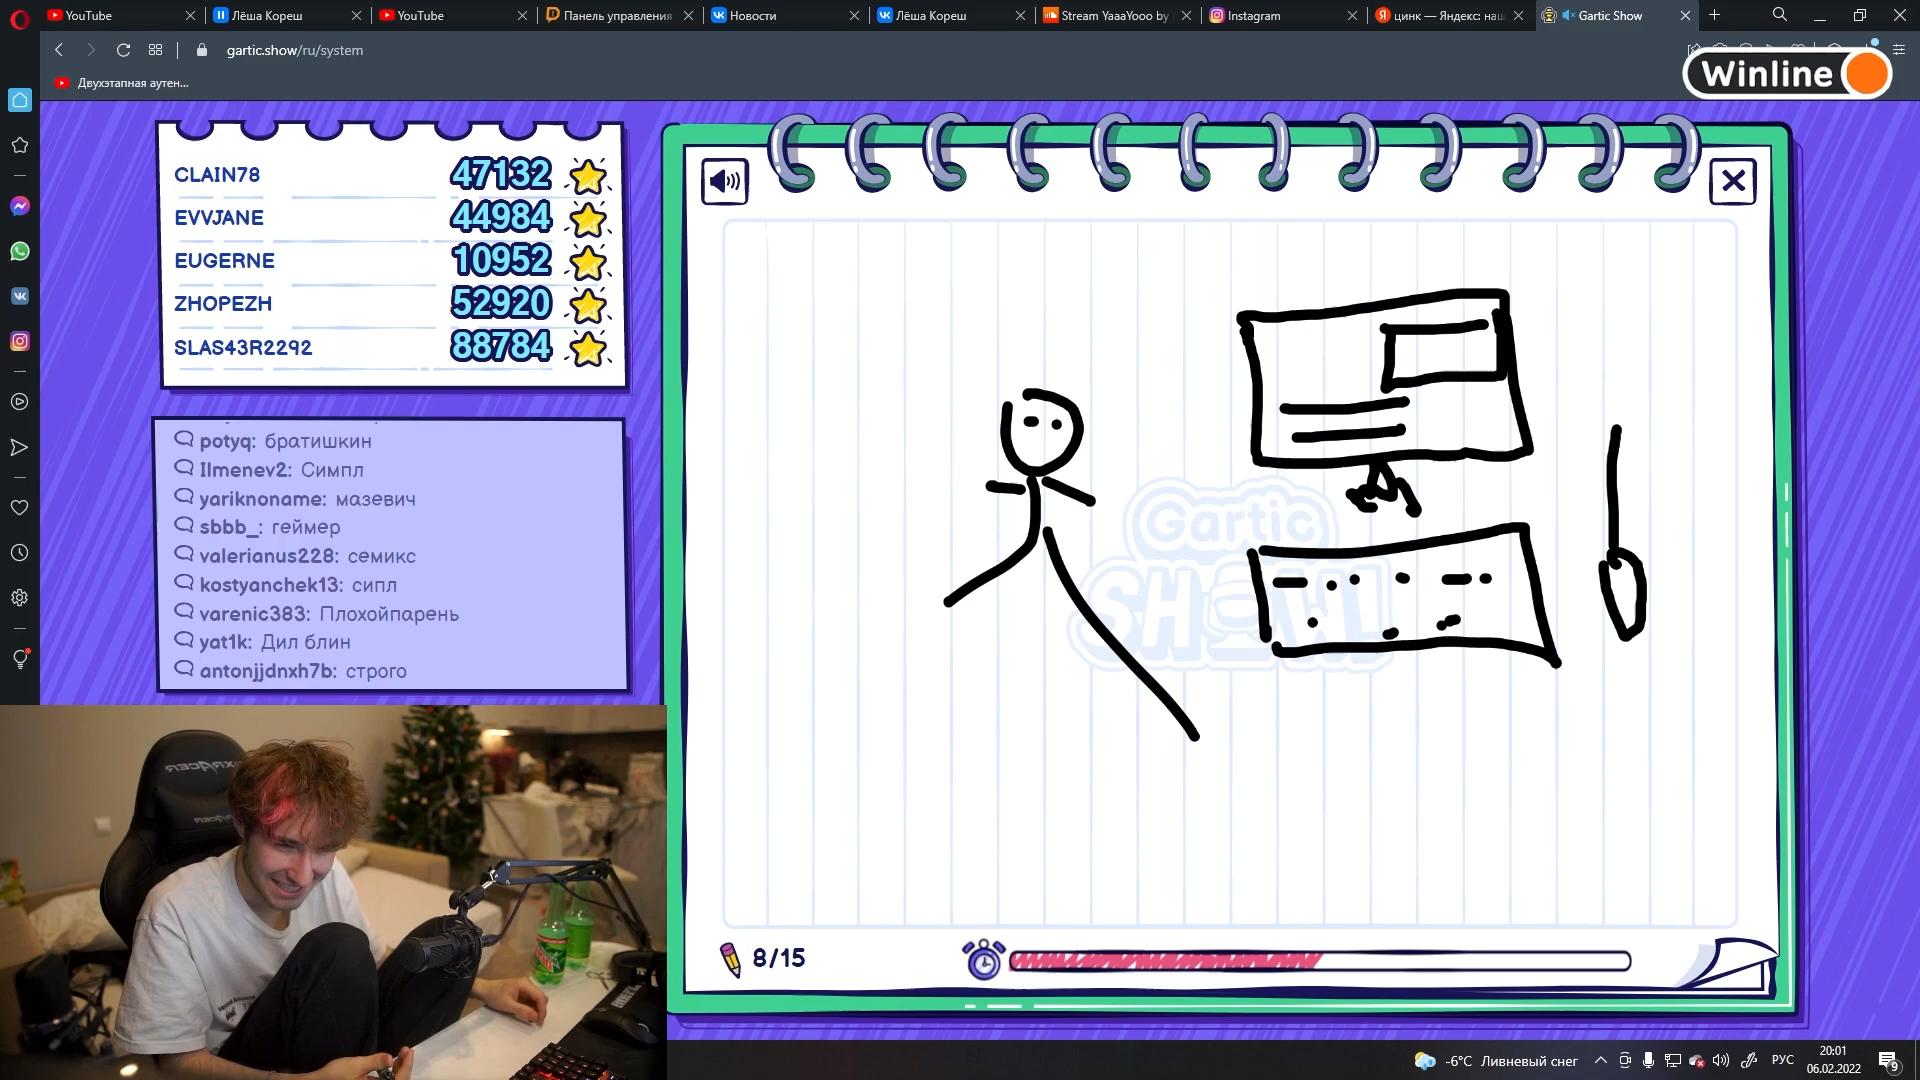 YouTube
Лёша Кореш
YouTube
Панель управления
Новости
Лёша Кореш
Stream YaaaYooo by
Instagram
цинк — Яндекс: наш
Gartic Show
gartic.show/ru/system
Двухэтапная аутен...
Winline
CLAIN78 47132
EVVJANE 44984
EUGERNE 10952
ZHOPEZH 52920
SLAS43R2292 88784
potyq: братишкин
Ilmenev2: Симпл
yariknoname: мазевич
sbbb_: геймер
valerianus228: семикс
kostyanchek13: сипл
varenic383: Плохойпарень
yat1k: Дил блин
antonjjdnxh7b: строго
Gartic
SHOW!
8/15
-6°C Ливневый снег
РУС
20:01
06.02.2022
9